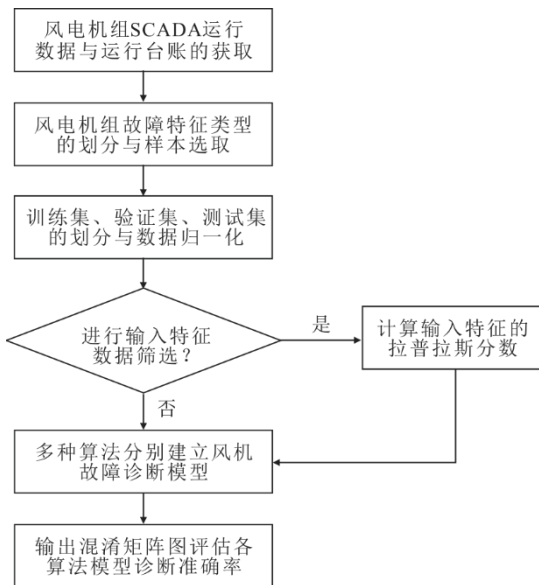 风电机组SCADA运行
数据与运行台账的获取
风电机组故障特征类型
的划分与样本选取
训练集、验证集、测试集
的划分与数据归一化
进行输入特征
数据筛选?
是
计算输入特征的
拉普拉斯分数
否
多种算法分别建立风机
故障诊断模型
输出混淆矩阵图评估各
算法模型诊断准确率